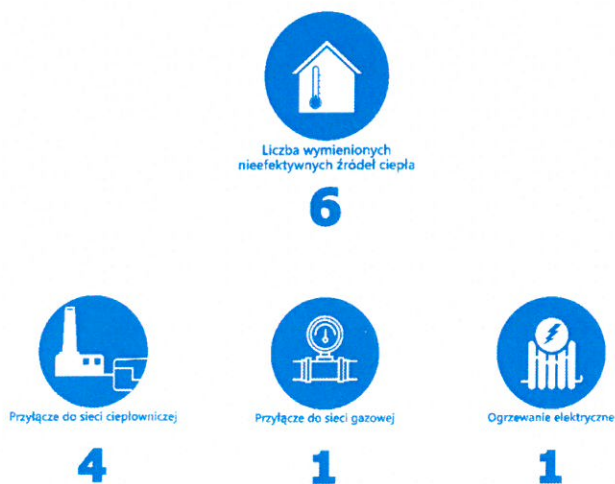 Liczba wymienionych
nieefektywnych źródeł ciepła
6
Przyłącze do sieci ciepłowniczej
4
Przyłącze do sieci gazowej
1
Ogrzewanie elektryczne
1